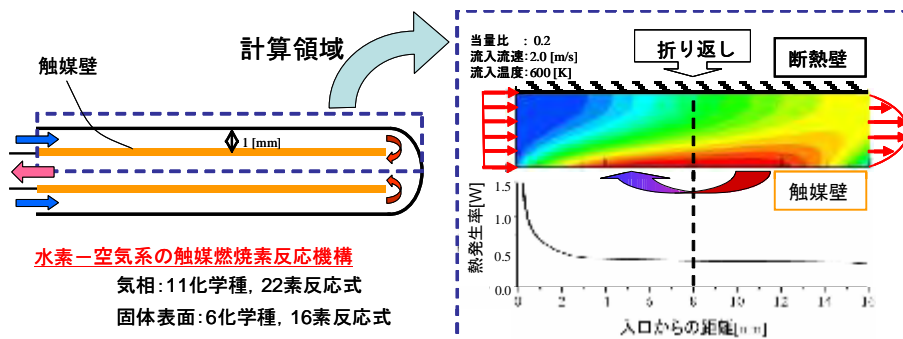 計算領域
触媒壁
1 [mm]
水素－空気系の触媒燃焼素反応機構
気相：11化学種，22素反応式
固体表面：6化学種，16素反応式
当量比　：　0.2
流入流速：2.0 [m/s]
流入温度：600 [K]
折り返し
断熱壁
触媒壁
熱発生率[W]
1.5
1.0
0.5
0.0
0 2 4 6 8 10 12 14 16
入口からの距離[mm]